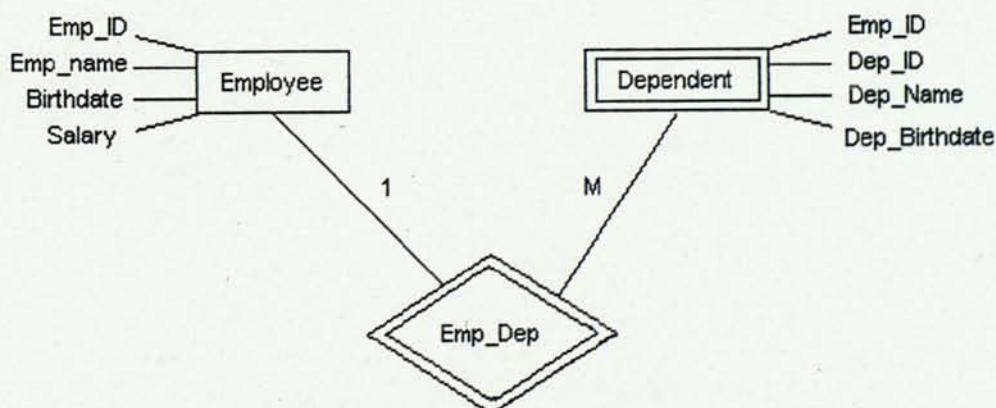 Emp_ID
Emp_name
Birthdate
Salary
Employee
Dependent
Emp_ID
Dep_ID
Dep_Name
Dep_Birthdate
1
M
Emp_Dep